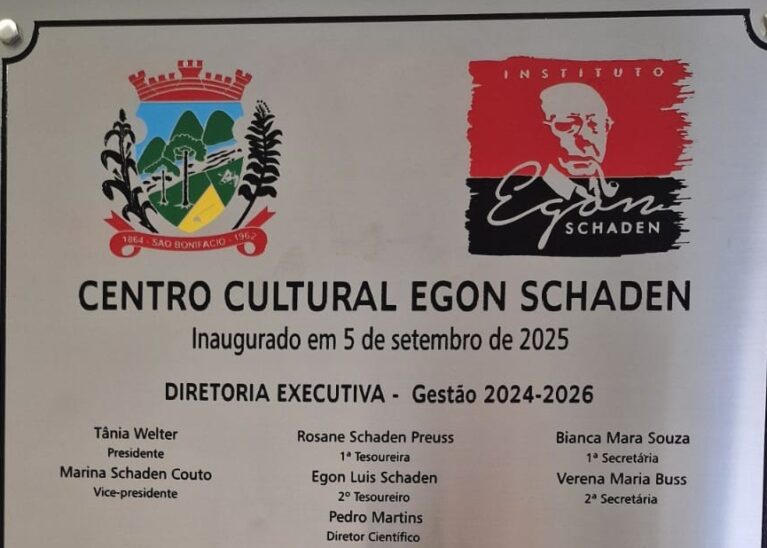 1864 - SÃO BONIFACIO - 1962
INSTITUTO
Egon
SCHADEN
CENTRO CULTURAL EGON SCHADEN
Inaugurado em 5 de setembro de 2025
DIRETORIA EXECUTIVA - Gestão 2024-2026
Tânia Welter
Presidente
Marina Schaden Couto
Vice-presidente
Rosane Schaden Preuss
1ª Tesoureira
Egon Luis Schaden
2º Tesoureiro
Pedro Martins
Diretor Científico
Bianca Mara Souza
1ª Secretária
Verena Maria Buss
2ª Secretária